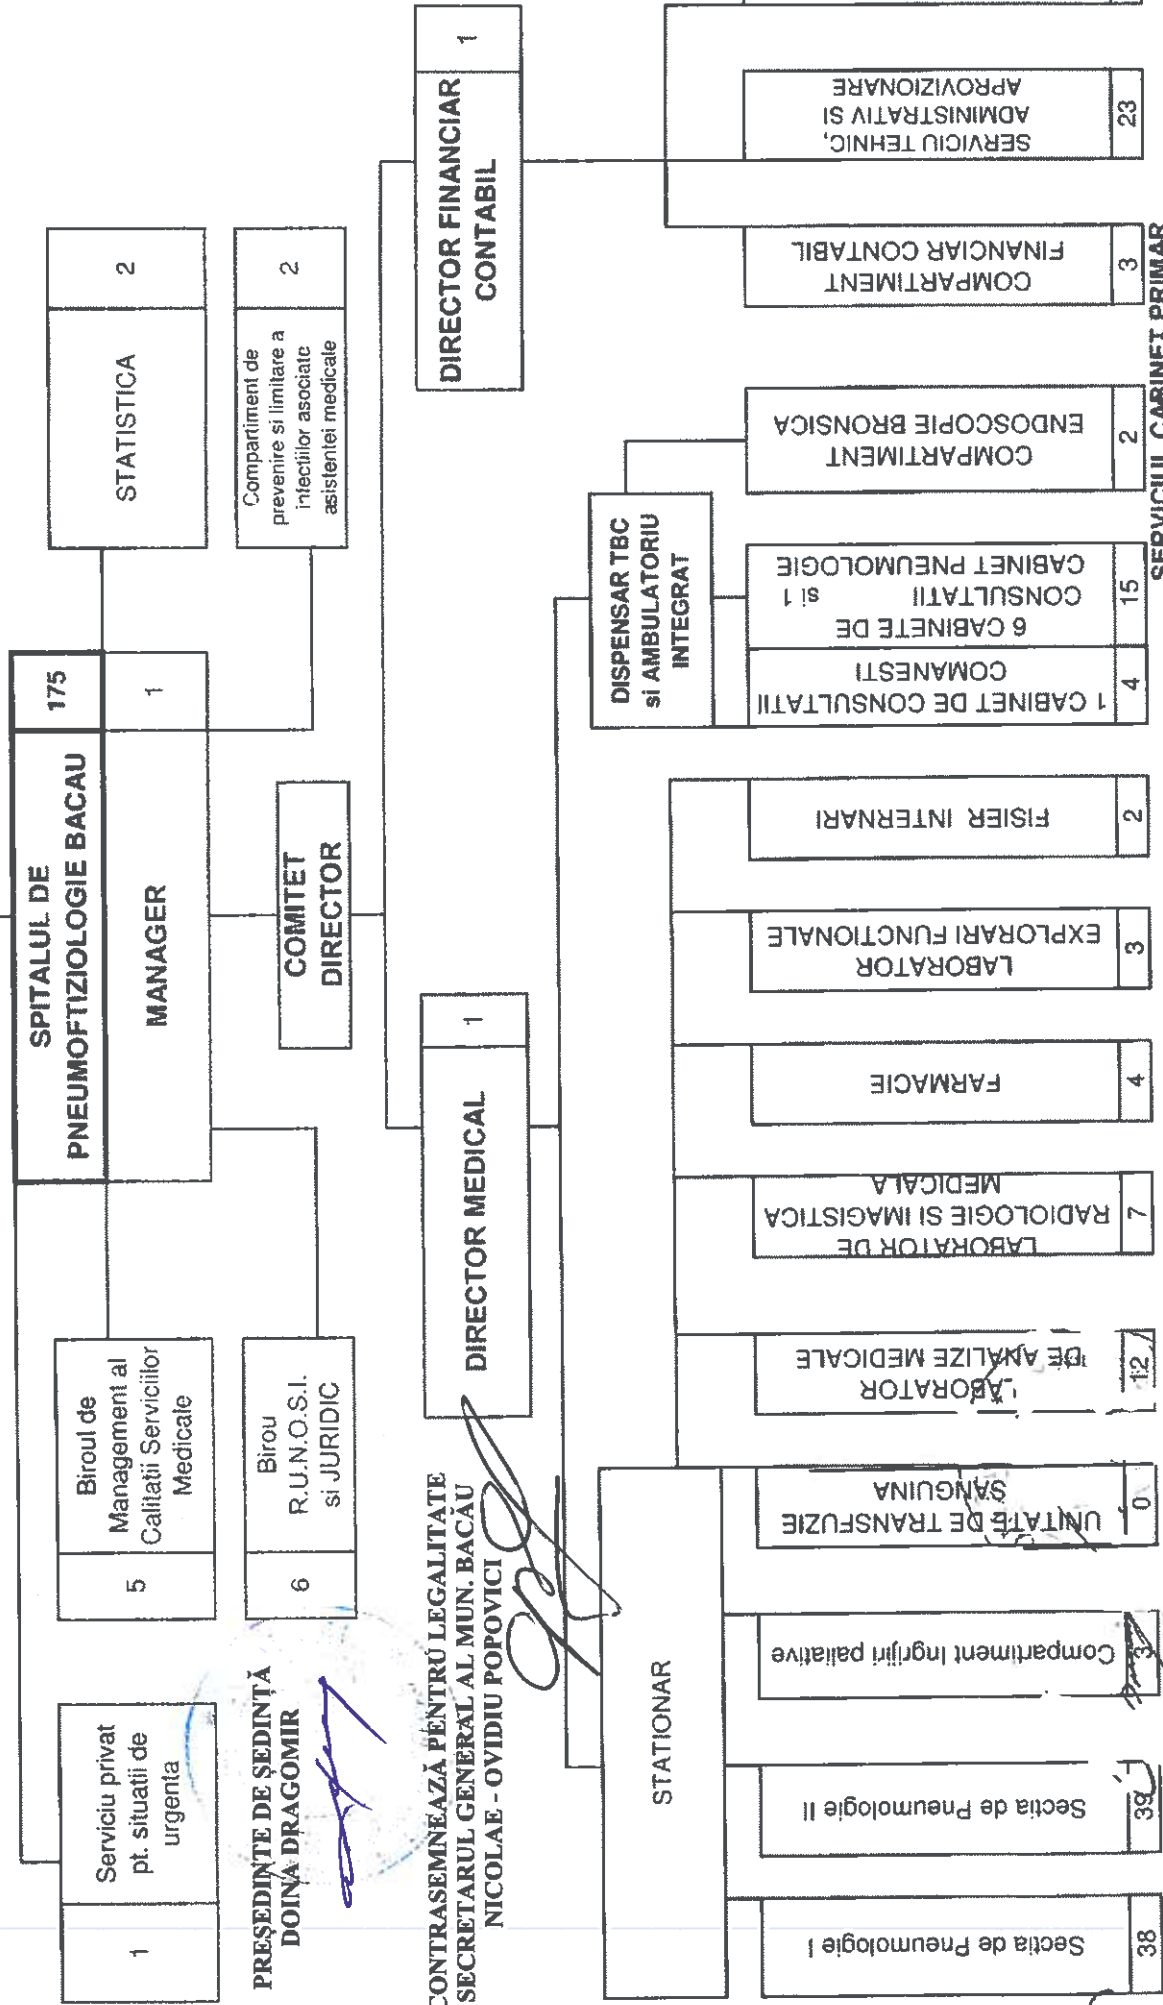 SPITALUL DE
PNEUMOFTIZIOLOGIE BACAU
175
MANAGER
1
Serviciu privat
pt. situatii de
urgenta
1
Biroul de
Management al
Calitatii Serviciilor
Medicale
5
STATISTICA
2
Birou
R.U.N.O.S.I.
si JURIDIC
6
Compartiment de
prevenire si limitare a
infectiilor asociate
asistentei medicale
2
COMITET
DIRECTOR
PREȘEDINTE DE ȘEDINȚĂ
DOINA DRAGOMIR
CONTRASEMNEAZĂ PENTRU LEGALITATE
SECRETARUL GENERAL AL MUN. BACĂU
NICOLAE - OVIDIU POPOVICI
DIRECTOR MEDICAL
1
DIRECTOR FINANCIAR
CONTABIL
1
STATIONAR
DISPENSAR TBC
si AMBULATORIU
INTEGRAT
Sectia de Pneumologie I
38
Sectia de Pneumologie II
39
Compartiment Ingrijiri paliative
3
UNITATE DE TRANSFUZIE
SANGUINA
0
LABORATOR
DE ANALIZE MEDICALE
12
LABORATOR DE
RADIOLOGIE SI IMAGISTICA
MEDICALA
7
FARMACIE
4
LABORATOR
EXPLORARI FUNCTIONALE
3
FISIER INTERNARI
2
1 CABINET DE CONSULTATII
COMANESTI
4
6 CABINETE DE
CONSULTATII si 1
CABINET PNEUMOLOGIE
15
COMPARTIMENT
ENDOSCOPIE BRONSICA
2
COMPARTIMENT
FINANCIAR CONTABIL
3
SERVICIU TEHNIC,
ADMINISTRATIV SI
APROVIZIONARE
23
SERVICIUL CABINET PRIMAR